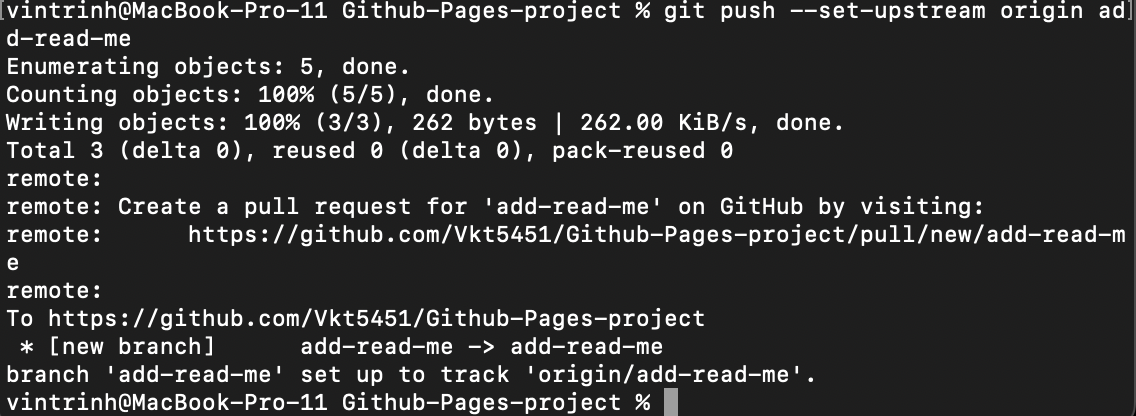 [vintrinh@MacBook-Pro-11 Github-Pages-project % git push --set-upstream origin ad]
d-read-me
Enumerating objects: 5, done.
Counting objects: 100% (5/5), done.
Writing objects: 100% (3/3), 262 bytes | 262.00 KiB/s, done.
Total 3 (delta 0), reused 0 (delta 0), pack-reused 0
remote:
remote: Create a pull request for 'add-read-me' on GitHub by visiting:
remote:      https://github.com/Vkt5451/Github-Pages-project/pull/new/add-read-m
e
remote:
To https://github.com/Vkt5451/Github-Pages-project
 * [new branch]      add-read-me -> add-read-me
branch 'add-read-me' set up to track 'origin/add-read-me'.
vintrinh@MacBook-Pro-11 Github-Pages-project %